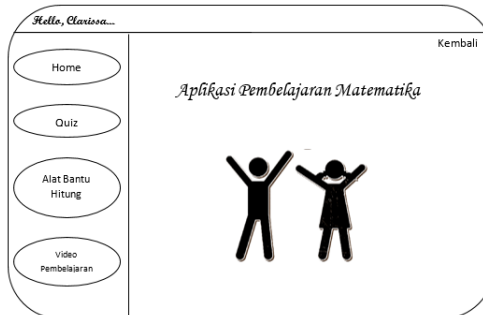 Hello, Clarissa...
Kembali
Home
Aplikasi Pembelajaran Matematika
Quiz
Alat Bantu
Hitung
Video
Pembelajaran